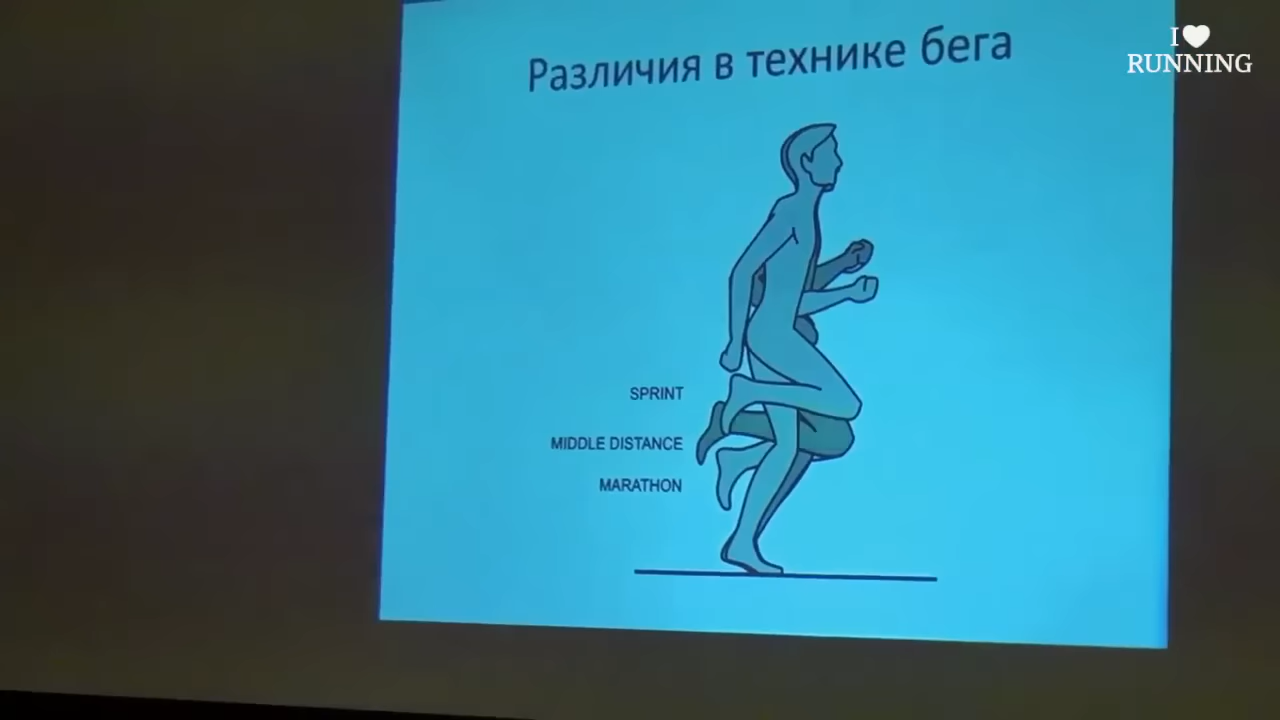 Различия в технике бега
I
RUNNING
SPRINT
MIDDLE DISTANCE
MARATHON